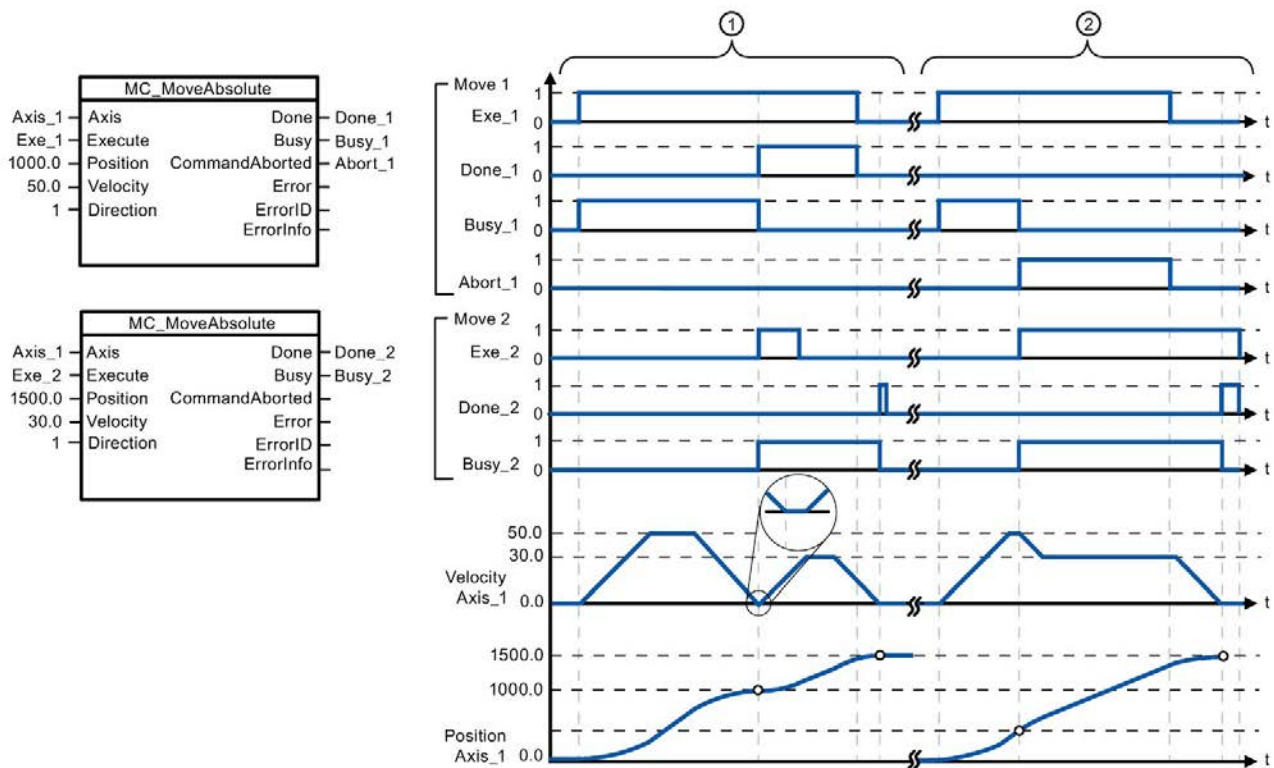 ① ②
MC_MoveAbsolute
Axis_1 Axis Done Done_1
Exe_1 Execute Busy Busy_1
1000.0 Position CommandAborted Abort_1
50.0 Velocity Error
1 Direction ErrorID
ErrorInfo
MC_MoveAbsolute
Axis_1 Axis Done Done_2
Exe_2 Execute Busy Busy_2
1500.0 Position CommandAborted
30.0 Velocity Error
1 Direction ErrorID
ErrorInfo
Move 1
1
Exe_1
0 t
1
Done_1 0 t
1
Busy_1 0 t
1
Abort_1 0 t
Move 2
1
Exe_2 0 t
1
Done_2 0 t
1
Busy_2 0 t
50.0
30.0
Velocity
Axis_1 0.0 t
1500.0
1000.0
Position
Axis_1 0.0 t